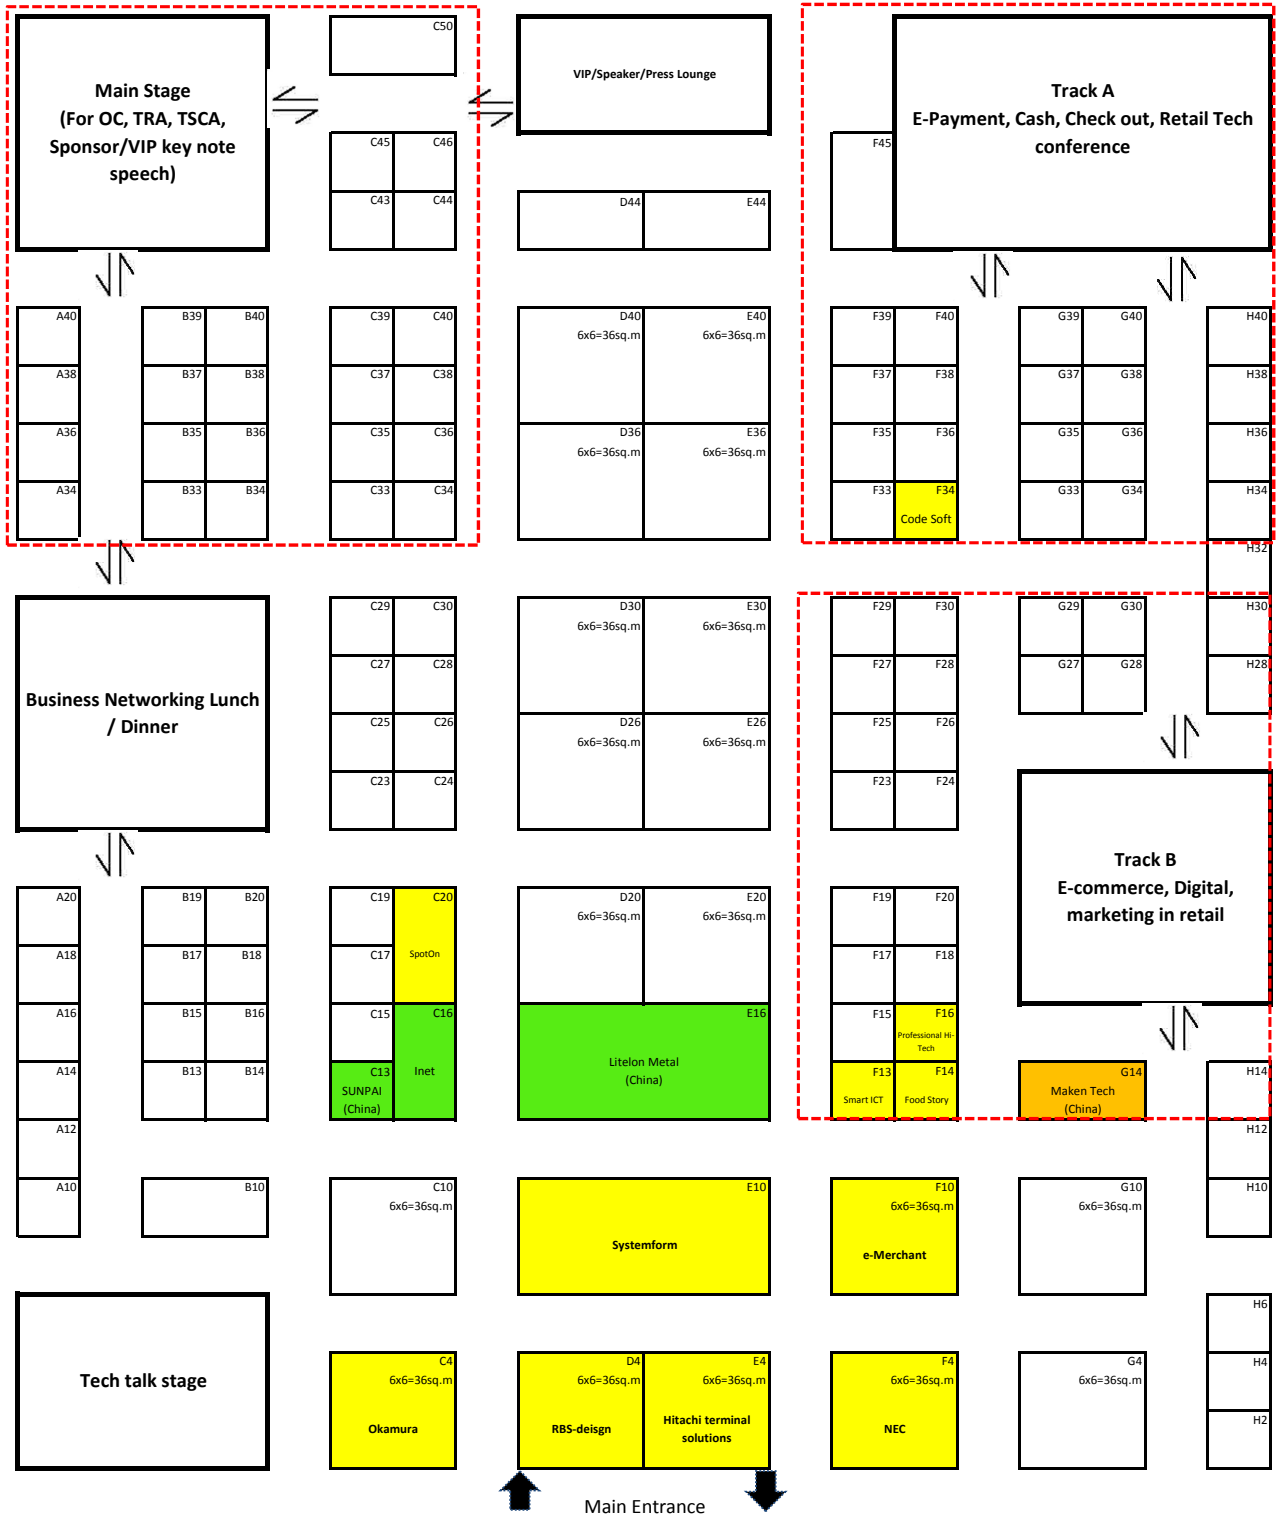 C50
VIP/Speaker/Press Lounge
Main Stage
(For OC, TRA, TSCA,
Sponsor/VIP key note
speech)
Track A
E-Payment, Cash, Check out, Retail Tech
conference
C45 C46 F45
C43 C44 D44 E44
A40 B39 B40 C39 C40 D40 E40 F39 F40 G39 G40 H40
6x6=36sq.m 6x6=36sq.m
A38 B37 B38 C37 C38 F37 F38 G37 G38 H38
A36 B35 B36 C35 C36 D36 E36 F35 F36 G35 G36 H36
6x6=36sq.m 6x6=36sq.m
A34 B33 B34 C33 C34 F33 F34 G33 G34 H34
Code Soft
H32
C29 C30 D30 E30 F29 F30 G29 G30 H30
6x6=36sq.m 6x6=36sq.m
C27 C28 F27 F28 G27 G28 H28
Business Networking Lunch
/ Dinner
C25 C26 D26 E26 F25 F26
6x6=36sq.m 6x6=36sq.m
C23 C24 F23 F24
Track B
E-commerce, Digital,
marketing in retail
A20 B19 B20 C19 C20 D20 E20 F19 F20
6x6=36sq.m 6x6=36sq.m
A18 B17 B18 C17 SpotOn F17 F18
A16 B15 B16 C15 C16 E16 F15 F16
Professional Hi-
Tech
Litelon Metal
(China)
A14 B13 B14 C13 Inet F13 F14 G14 H14
SUNPAI
(China)
Smart ICT Food Story
Maken Tech
(China)
A12 H12
A10 B10 C10 E10 F10 G10 H10
6x6=36sq.m 6x6=36sq.m 6x6=36sq.m
Systemform
e-Merchant
H6
Tech talk stage
C4 D4 E4 F4 G4 H4
6x6=36sq.m 6x6=36sq.m 6x6=36sq.m 6x6=36sq.m 6x6=36sq.m
Okamura
RBS-deisgn
Hitachi terminal
solutions
NEC
H2
Main Entrance